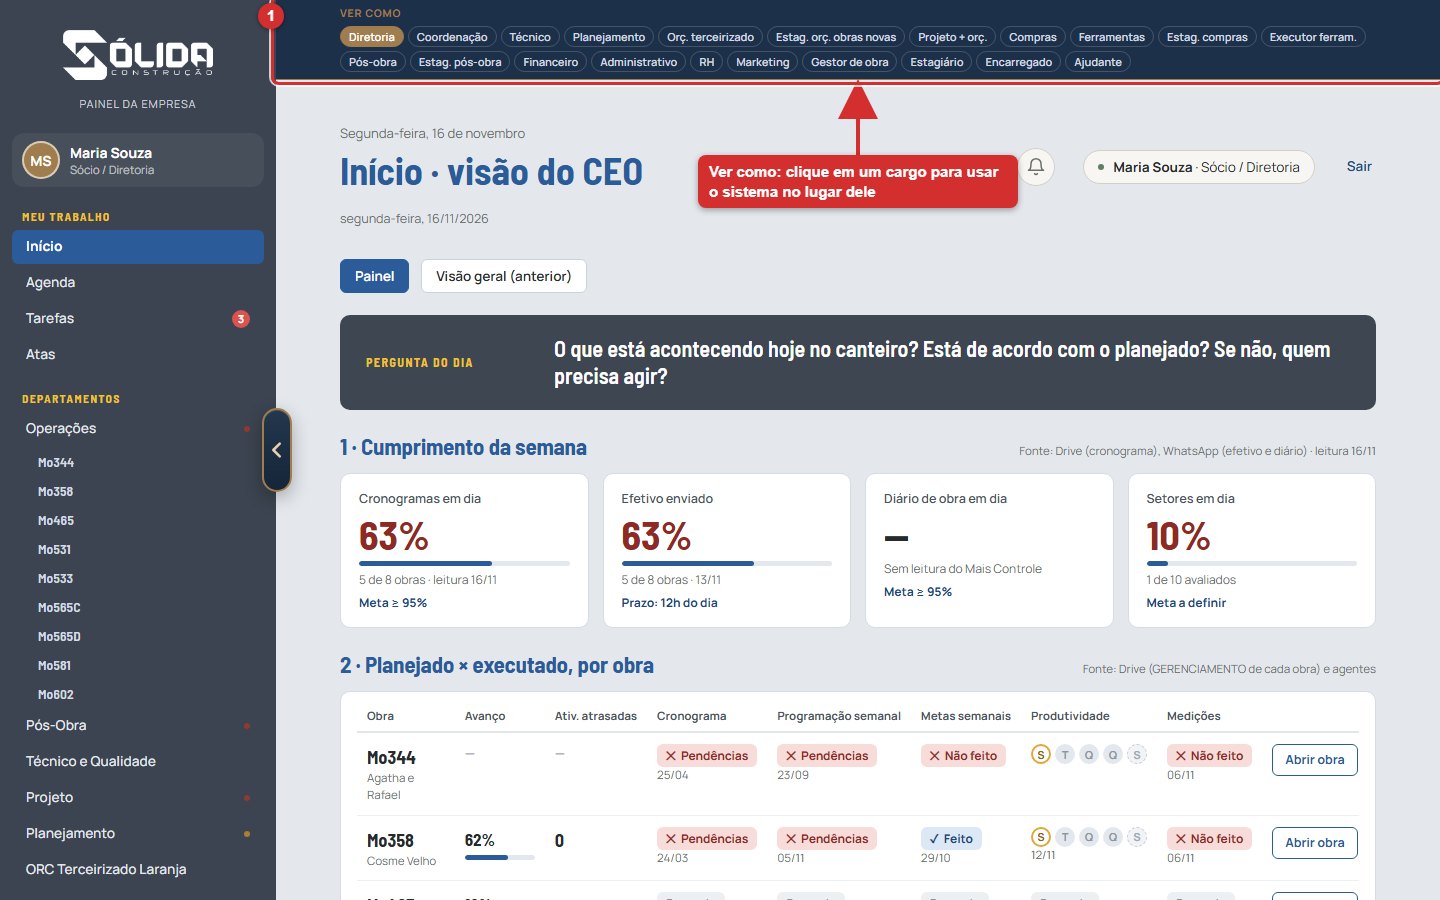 1
VER COMO
Diretoria
Coordenação
Técnico
Planejamento
Orç. terceirizado
Estag. orç. obras novas
Projeto + orç.
Compras
Ferramentas
Estag. compras
Executor ferram.
Pós-obra
Estag. pós-obra
Financeiro
Administrativo
RH
Marketing
Gestor de obra
Estagiário
Encarregado
Ajudante
SÓLIDA
CONSTRUÇÃO
PAINEL DA EMPRESA
MS
Maria Souza
Sócio / Diretoria
MEU TRABALHO
Início
Agenda
Tarefas
3
Atas
DEPARTAMENTOS
Operações
Mo344
Mo358
Mo465
Mo531
Mo533
Mo565C
Mo565D
Mo581
Mo602
Pós-Obra
Técnico e Qualidade
Projeto
Planejamento
ORC Terceirizado Laranja
Segunda-feira, 16 de novembro
Início · visão do CEO
segunda-feira, 16/11/2026
Ver como: clique em um cargo para usar
o sistema no lugar dele
Maria Souza · Sócio / Diretoria
Sair
Painel
Visão geral (anterior)
PERGUNTA DO DIA
O que está acontecendo hoje no canteiro? Está de acordo com o planejado? Se não, quem
precisa agir?
1 · Cumprimento da semana
Fonte: Drive (cronograma), WhatsApp (efetivo e diário) · leitura 16/11
Cronogramas em dia
63%
5 de 8 obras · leitura 16/11
Meta ≥ 95%
Efetivo enviado
63%
5 de 8 obras · 13/11
Prazo: 12h do dia
Diário de obra em dia
—
Sem leitura do Mais Controle
Meta ≥ 95%
Setores em dia
10%
1 de 10 avaliados
Meta a definir
2 · Planejado × executado, por obra
Fonte: Drive (GERENCIAMENTO de cada obra) e agentes
Obra
Avanço
Ativ. atrasadas
Cronograma
Programação semanal
Metas semanais
Produtividade
Medições
Mo344
Agatha e
Rafael
—
—
✕ Pendências
25/04
✕ Pendências
23/09
✕ Não feito
S T Q Q S
✕ Não feito
06/11
Abrir obra
Mo358
Cosme Velho
62%
0
✕ Pendências
24/03
✕ Pendências
05/11
✓ Feito
29/10
S T Q Q S
12/11
✕ Não feito
06/11
Abrir obra